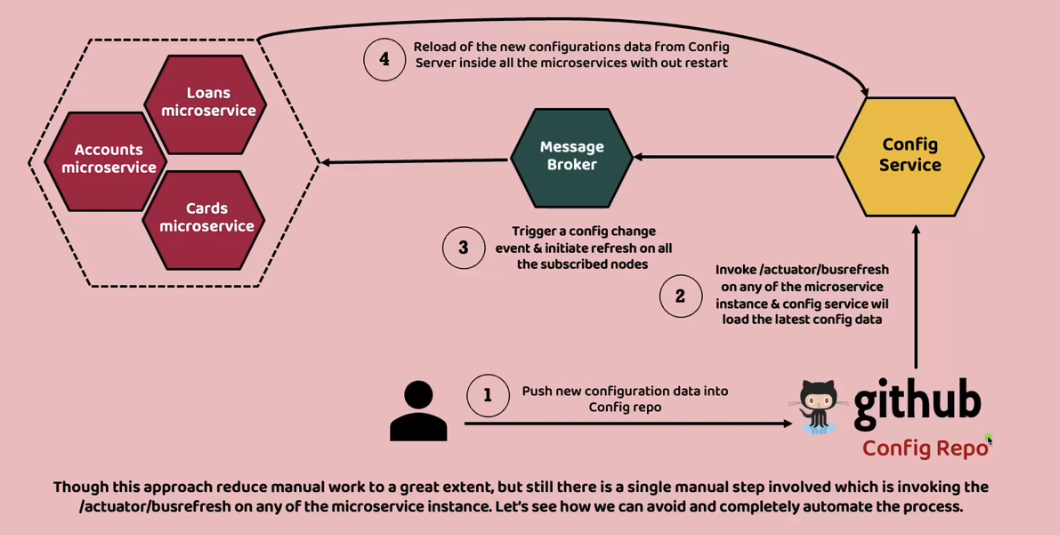 4
Reload of the new configurations data from Config
Server inside all the microservices with out restart
Loans
microservice
Accounts
microservice
Cards
microservice
Message
Broker
Config
Service
3
Trigger a config change
event & initiate refresh on all
the subscribed nodes
2
Invoke /actuator/busrefresh
on any of the microservice
instance & config service wil
load the latest config data
1
Push new configuration data into
Config repo
github
Config Repo
Though this approach reduce manual work to a great extent, but still there is a single manual step involved which is invoking the
/actuator/busrefresh on any of the microservice instance. Let's see how we can avoid and completely automate the process.